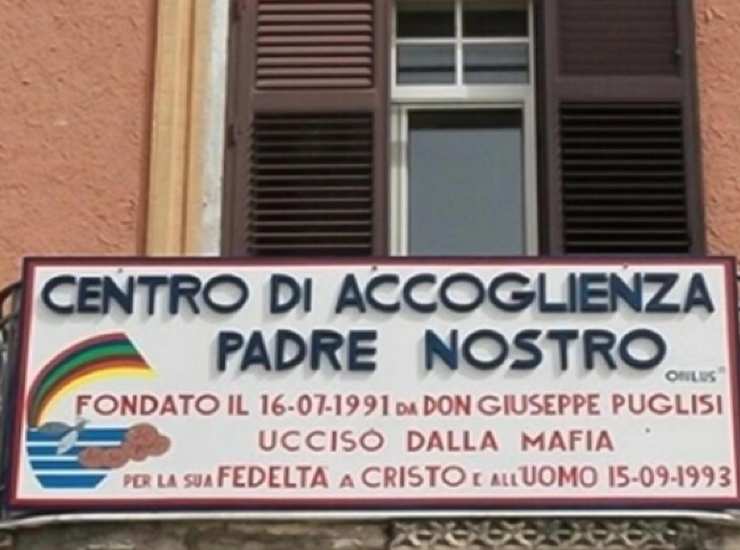 CENTRO DI ACCOGLIENZA
PADRE NOSTRO
ONLUS
FONDATO IL 16-07-1991 DA DON GIUSEPPE PUGLISI
UCCISO DALLA MAFIA
PER LA SUA FEDELTÀ A CRISTO E ALL'UOMO 15-09-1993